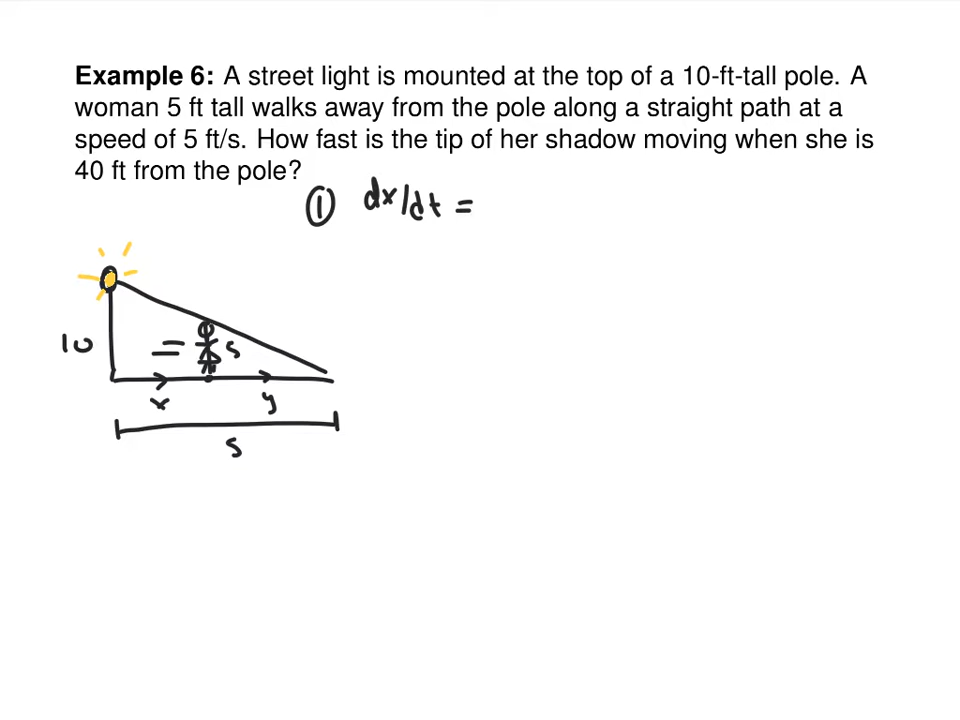 Example 6: A street light is mounted at the top of a 10-ft-tall pole. A
woman 5 ft tall walks away from the pole along a straight path at a
speed of 5 ft/s. How fast is the tip of her shadow moving when she is
40 ft from the pole?
① dx/dt =
10
5
x
y
s